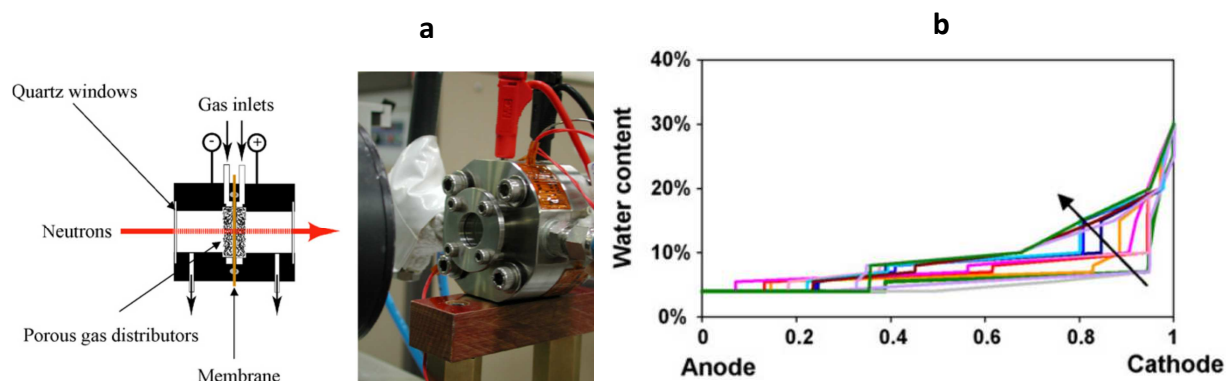 a
Quartz windows
Gas inlets
-
+
Neutrons
Porous gas distributors
Membrane
b
40%
30%
20%
10%
0%
Water content
0
0.2
0.4
0.6
0.8
1
Anode
Cathode